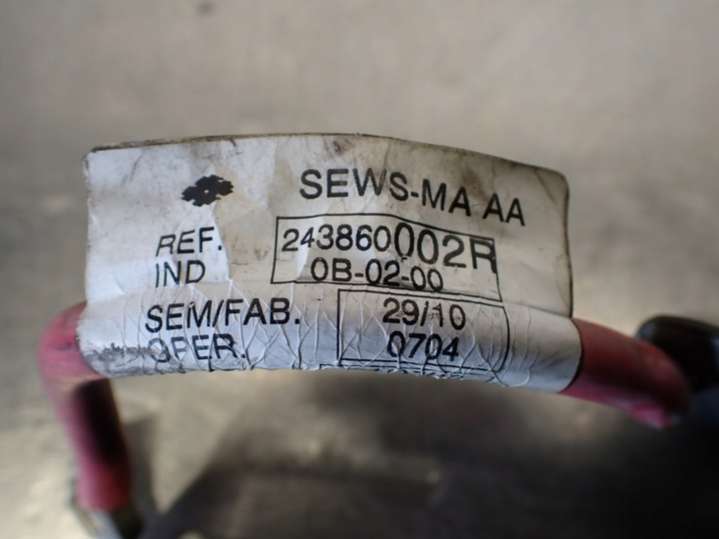 SEWS-MA AA
REF. 243860002R
IND 0B-02-00
SEM/FAB. 29/10
OPER. 0704